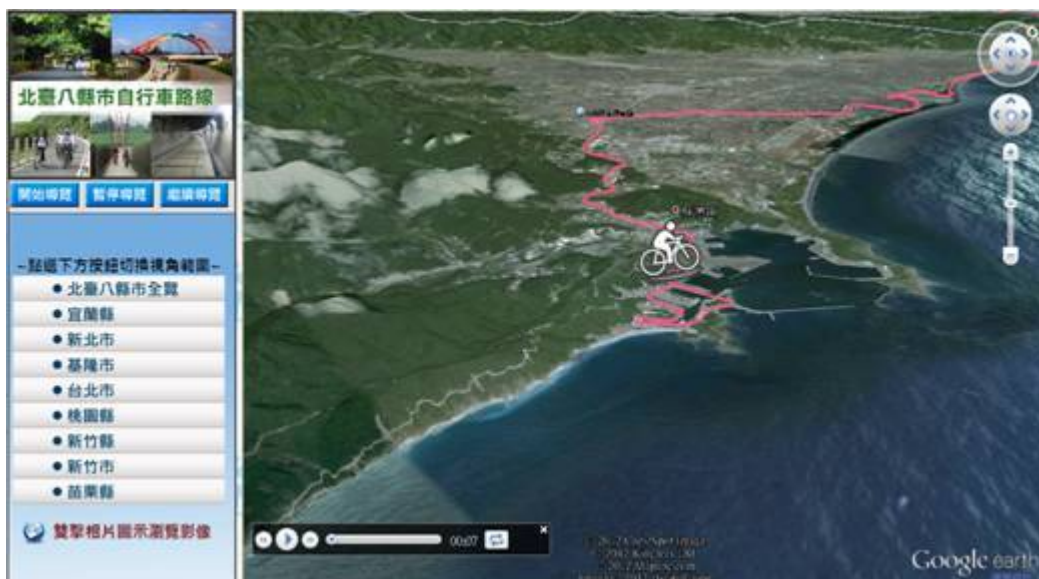 北臺八縣市自行車路線
開始導覽 暫停導覽 繼續導覽
~點選下方按鈕切換視角範圍~
● 北臺八縣市全覽
● 宜蘭縣
● 新北市
● 基隆市
● 台北市
● 桃園縣
● 新竹縣
● 新竹市
● 苗栗縣
雙擊相片圖示瀏覽影像
00:07
Google earth